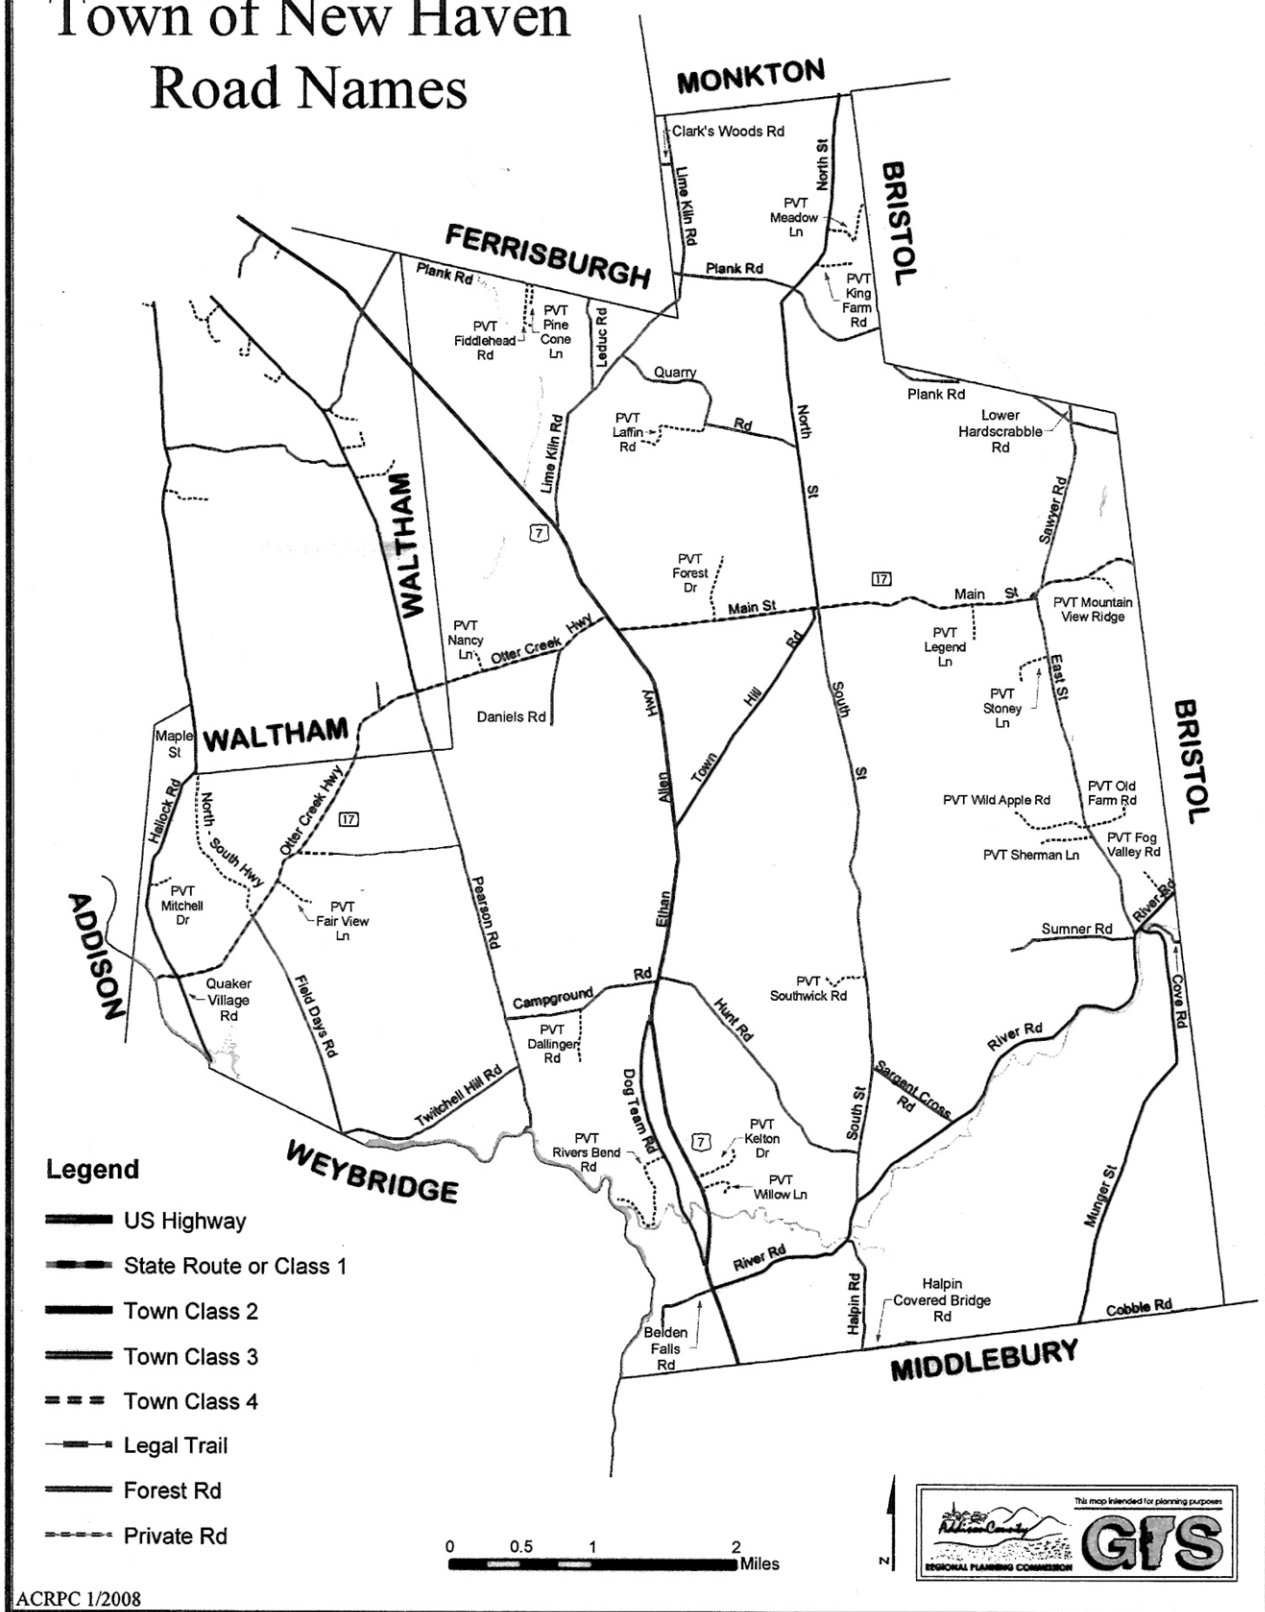 Town of New Haven
Road Names
MONKTON
Clark's Woods Rd
North St
Lime Kiln Rd
BRISTOL
PVT
Meadow
Ln
FERRISBURGH
Plank Rd
Plank Rd
PVT
King
Farm
Rd
PVT
Fiddlehead
Rd
PVT
Pine
Cone
Ln
Leduc Rd
Quarry
Rd
Plank Rd
Lower
Hardscrabble
Rd
PVT
Laffin
Rd
North
St
Lime Kiln Rd
Sawyer Rd
WALTHAM
7
PVT
Forest
Dr
17
Main St
Main St
PVT Mountain
View Ridge
PVT
Nancy
Ln
Otter Creek Hwy
Rd
Hill
Town
PVT
Legend
Ln
East St
PVT
Stoney
Ln
Daniels Rd
Hwy
Allen
Ethan
South
St
BRISTOL
Maple
St
WALTHAM
Hallock Rd
North - South Hwy
Otter Creek Hwy
17
PVT Wild Apple Rd
PVT Old
Farm Rd
PVT Sherman Ln
PVT Fog
Valley Rd
PVT
Mitchell
Dr
PVT
Fair View
Ln
Pearson Rd
ADDISON
River Rd
Sumner Rd
Quaker
Village
Rd
Field Days Rd
Campground
Rd
PVT
Southwick Rd
Cove Rd
PVT
Dallinger
Rd
Hunt Rd
River Rd
Twitchell Hill Rd
Dog Team Rd
Sargent Cross
Rd
South St
PVT
Rivers Bend
Rd
7
PVT
Kelton
Dr
PVT
Willow Ln
WEYBRIDGE
Munger St
River Rd
Halpin Rd
Halpin
Covered Bridge
Rd
Cobble Rd
Belden
Falls
Rd
MIDDLEBURY
Legend
US Highway
State Route or Class 1
Town Class 2
Town Class 3
Town Class 4
Legal Trail
Forest Rd
Private Rd
0 0.5 1 2
Miles
N
This map intended for planning purposes
Addison County
REGIONAL PLANNING COMMISSION
GIS
ACRPC 1/2008